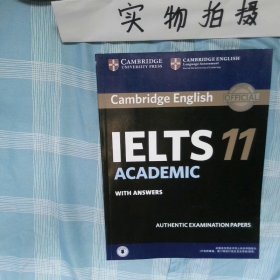 实物拍摄
CAMBRIDGE
UNIVERSITY PRESS
CAMBRIDGE ENGLISH
Language Assessment
Cambridge English
OFFICIAL
IELTS 11
ACADEMIC
WITH ANSWERS
AUTHENTIC EXAMINATION PAPERS